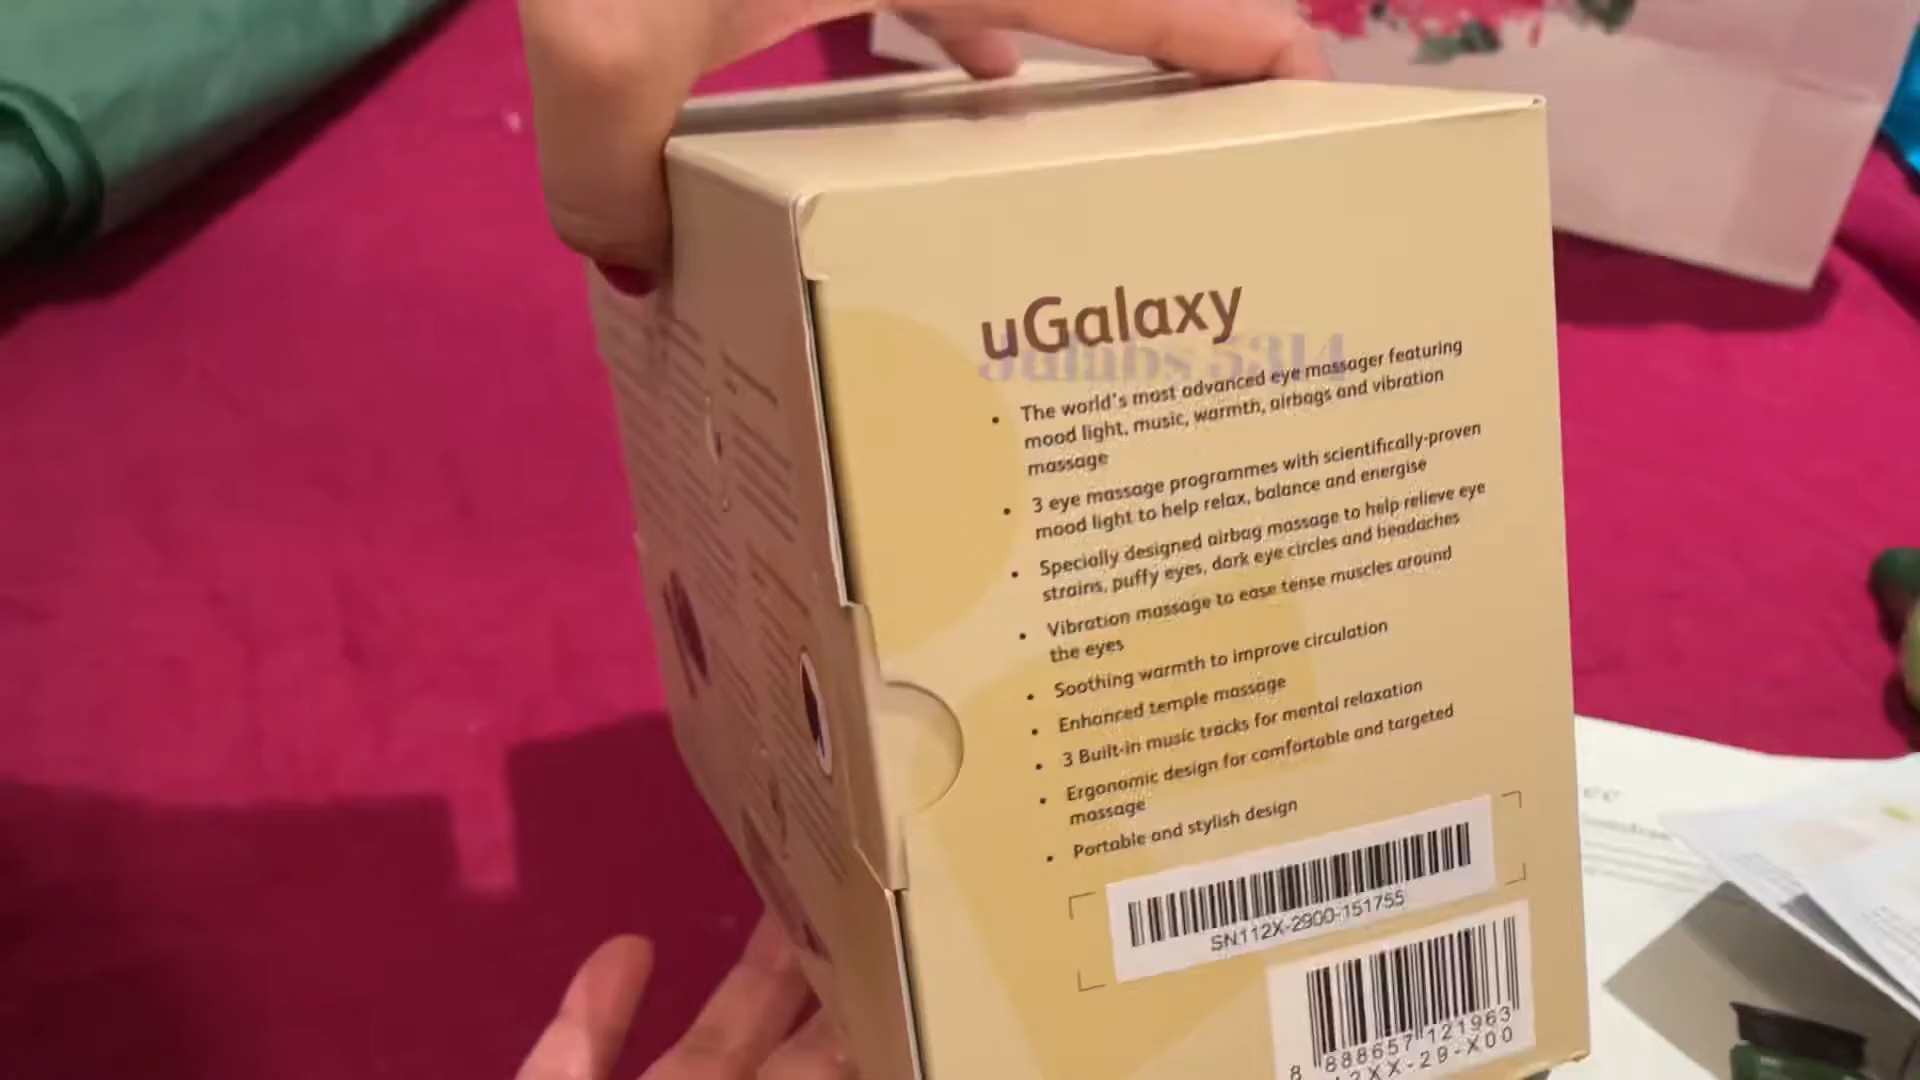 uGalaxy
• The world's most advanced eye massager featuring
mood light, music, warmth, airbags and vibration
massage
• 3 eye massage programmes with scientifically-proven
mood light to help relax, balance and energise
• Specially designed airbag massage to help relieve eye
strains, puffy eyes, dark eye circles and headaches
• Vibration massage to ease tense muscles around
the eyes
• Soothing warmth to improve circulation
• Enhanced temple massage
• 3 Built-in music tracks for mental relaxation
• Ergonomic design for comfortable and targeted
massage
• Portable and stylish design
SN112X-2900-151755
8 888657 121963
2XX-29-X00